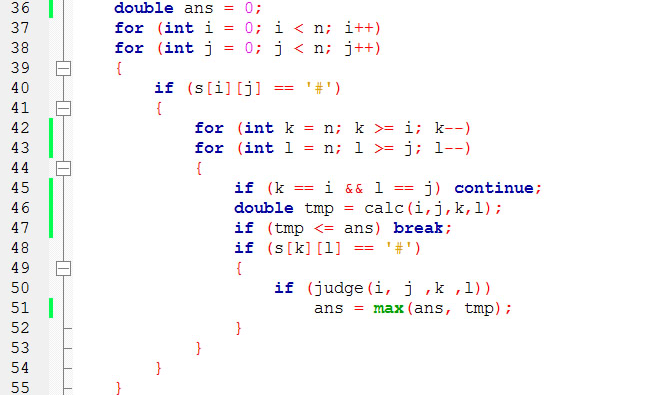 36 double ans = 0;
37 for (int i = 0; i < n; i++)
38 for (int j = 0; j < n; j++)
39 {
40 if (s[i][j] == '#')
41 {
42 for (int k = n; k >= i; k--)
43 for (int l = n; l >= j; l--)
44 {
45 if (k == i && l == j) continue;
46 double tmp = calc(i,j,k,l);
47 if (tmp <= ans) break;
48 if (s[k][l] == '#')
49 {
50 if (judge(i, j ,k ,l))
51 ans = max(ans, tmp);
52 }
53 }
54 }
55 }